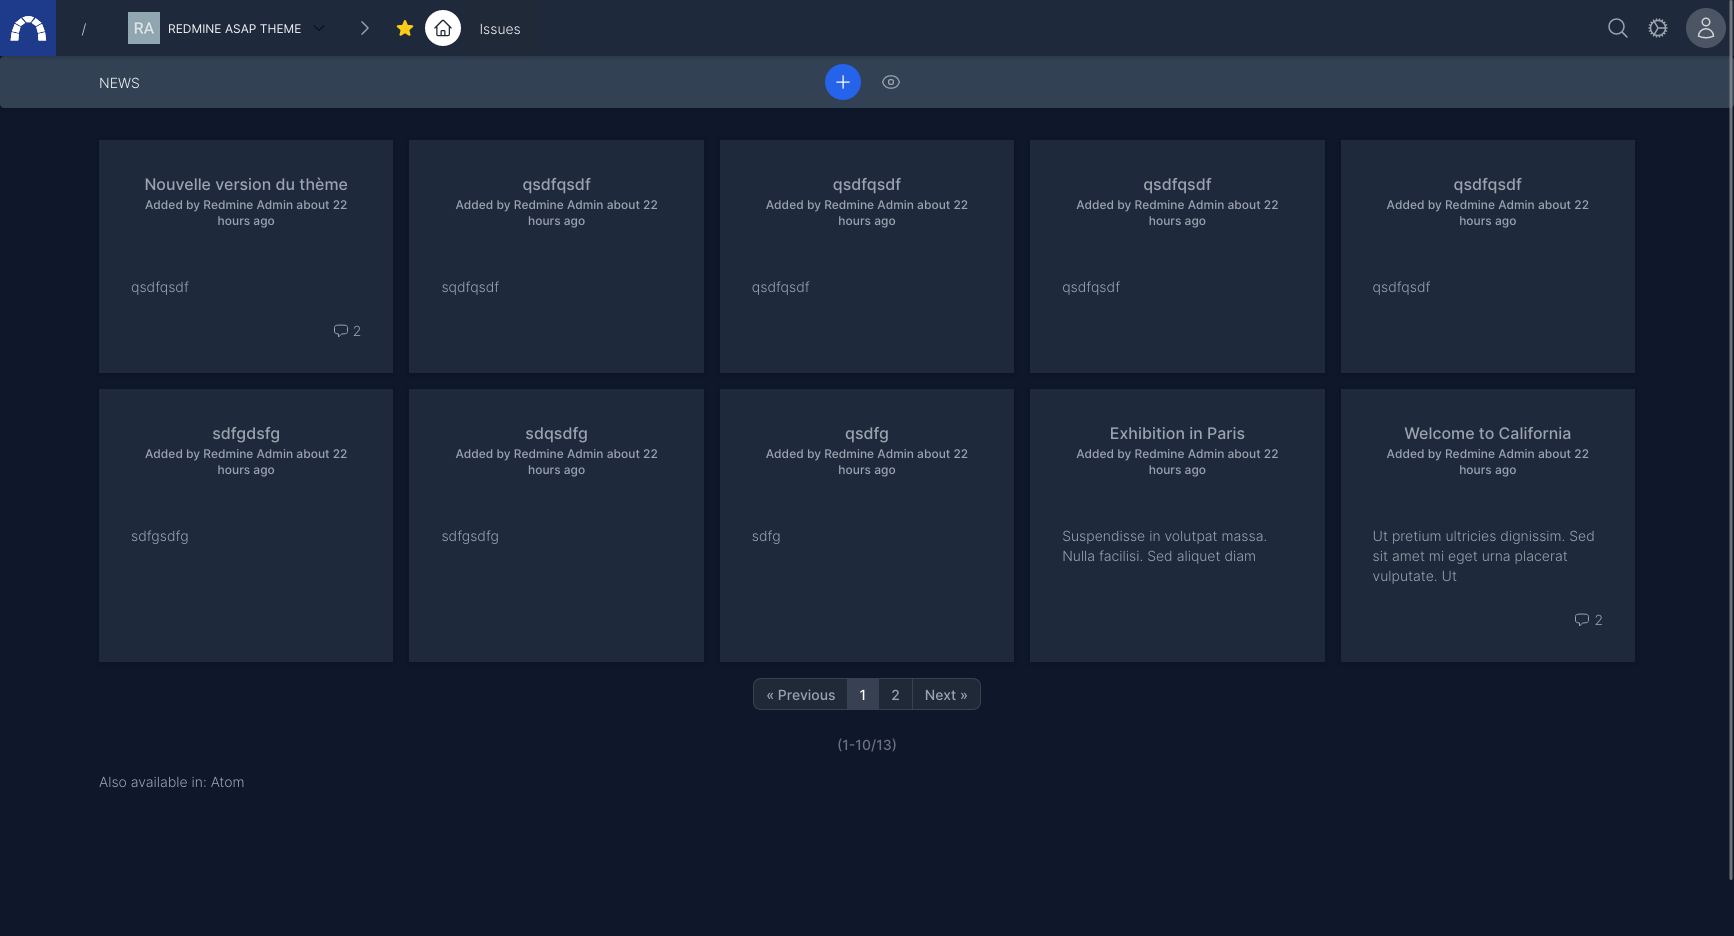 / RA REDMINE ASAP THEME Issues
NEWS
Nouvelle version du thème
Added by Redmine Admin about 22
hours ago
qsdfqsdf
2
qsdfqsdf
Added by Redmine Admin about 22
hours ago
sqdfqsdf
qsdfqsdf
Added by Redmine Admin about 22
hours ago
qsdfqsdf
qsdfqsdf
Added by Redmine Admin about 22
hours ago
qsdfqsdf
qsdfqsdf
Added by Redmine Admin about 22
hours ago
qsdfqsdf
sdfgdsfg
Added by Redmine Admin about 22
hours ago
sdfgsdfg
sdqsdfg
Added by Redmine Admin about 22
hours ago
sdfgsdfg
qsdfg
Added by Redmine Admin about 22
hours ago
sdfg
Exhibition in Paris
Added by Redmine Admin about 22
hours ago
Suspendisse in volutpat massa.
Nulla facilisi. Sed aliquet diam
Welcome to California
Added by Redmine Admin about 22
hours ago
Ut pretium ultricies dignissim. Sed
sit amet mi eget urna placerat
vulputate. Ut
2
« Previous 1 2 Next »
(1-10/13)
Also available in: Atom